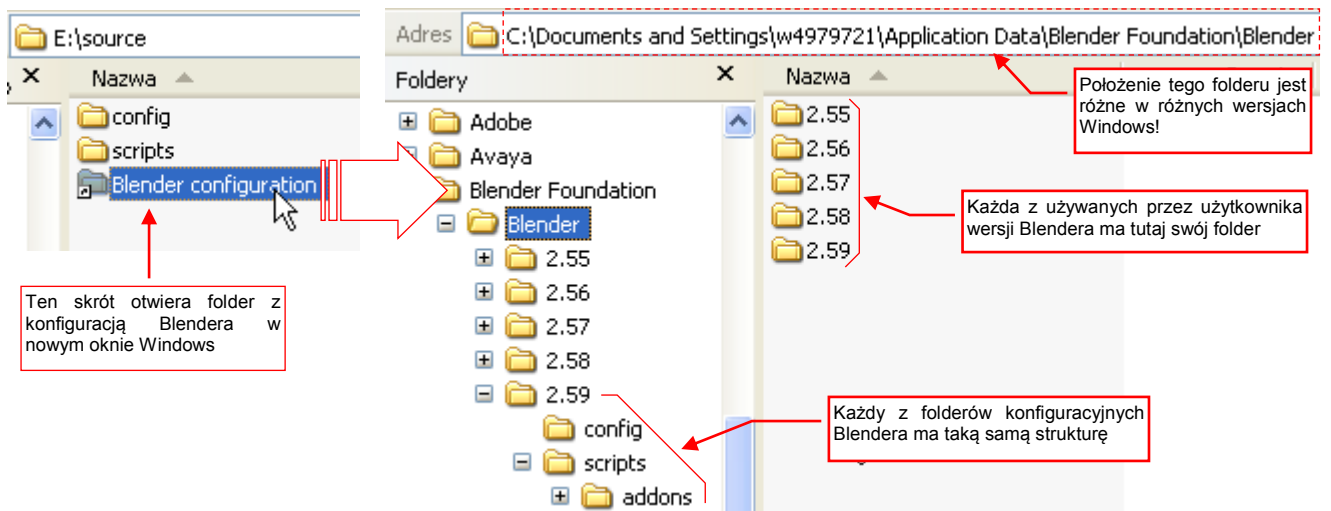 E:\source
Nazwa
config
scripts
Blender configuration
Ten skrót otwiera folder z
konfiguracją Blendera w
nowym oknie Windows
Adres C:\Documents and Settings\w4979721\Application Data\Blender Foundation\Blender
Foldery
Adobe
Avaya
Blender Foundation
Blender
2.55
2.56
2.57
2.58
2.59
config
scripts
addons
Nazwa
2.55
2.56
2.57
2.58
2.59
Położenie tego folderu jest
różne w różnych wersjach
Windows!
Każda z używanych przez użytkownika
wersji Blendera ma tutaj swój folder
Każdy z folderów konfiguracyjnych
Blendera ma taką samą strukturę